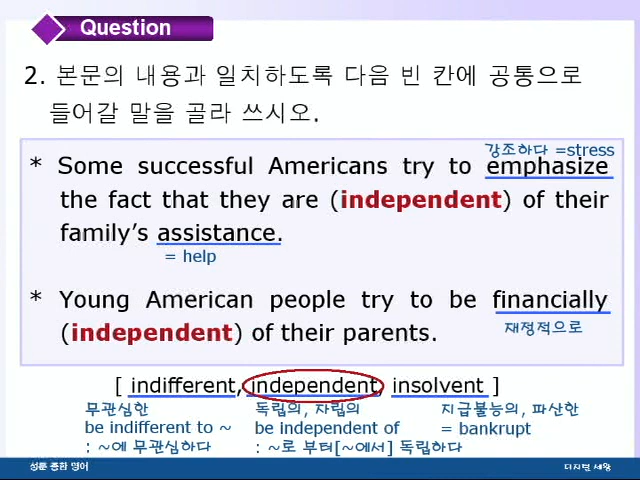 Question
2. 본문의 내용과 일치하도록 다음 빈 칸에 공통으로
들어갈 말을 골라 쓰시오.
강조하다 =stress
* Some successful Americans try to emphasize
the fact that they are (independent) of their
family's assistance.
= help
* Young American people try to be financially
(independent) of their parents.
재정적으로
[ indifferent, independent, insolvent ]
무관심한 독립의, 자립의 지급불능의, 파산한
be indifferent to ~ be independent of = bankrupt
: ~에 무관심하다 : ~로 부터[~에서] 독립하다
성문 종합 영어 디지털 세왕